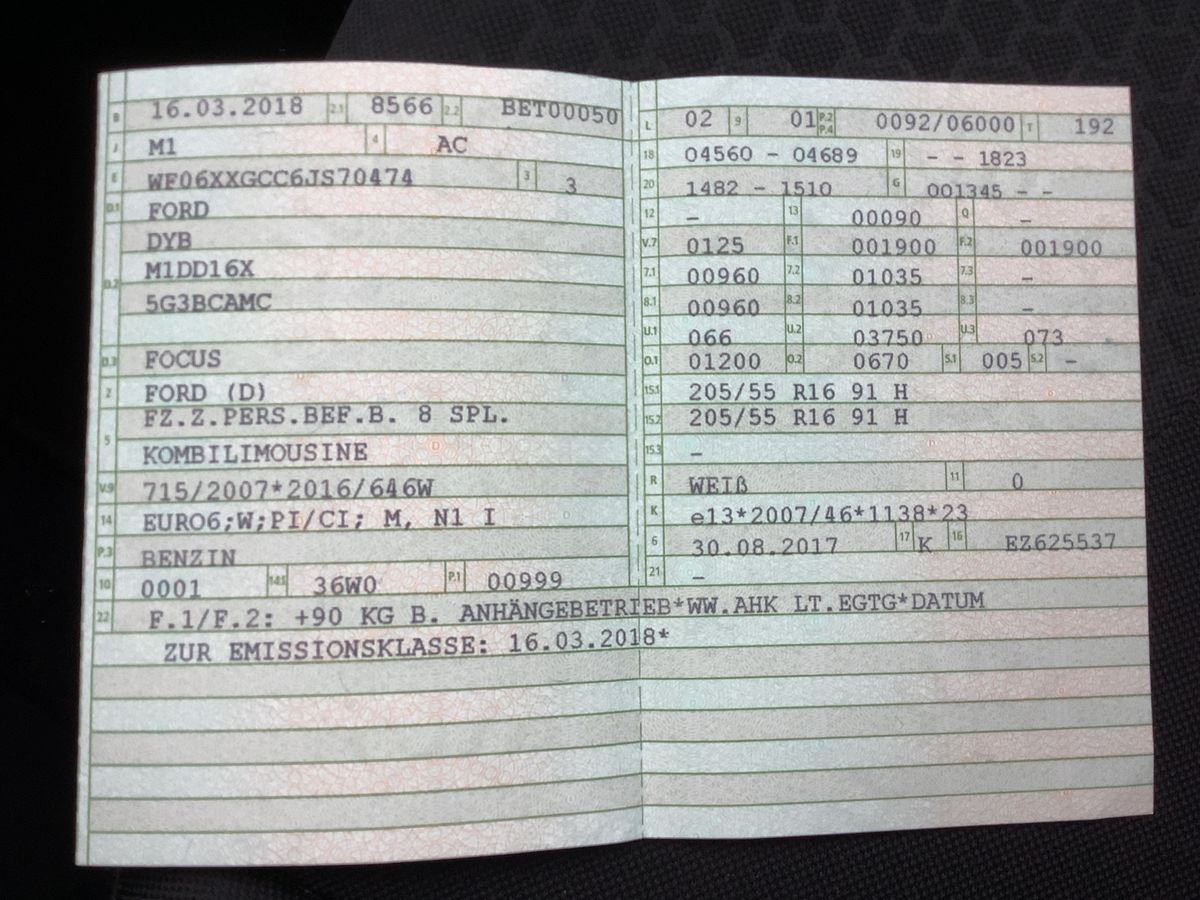 B 16.03.2018 2.1 8566 2.2 BET00050
J M1 4 AC
E WF06XXGCC6JS70474 3 3
D.1 FORD
DYB
D.2 M1DD16X
5G3BCAMC
D.3 FOCUS
2 FORD (D)
FZ.Z.PERS.BEF.B. 8 SPL.
5
KOMBILIMOUSINE
V.9 715/2007*2016/646W
14 EURO6;W;PI/CI; M, N1 I
P.3 BENZIN
10 0001 14.1 36W0 P.1 00999
L 02 9 01 P.2 P.4 0092/06000 T 192
18 04560 - 04689 19 - - 1823
20 1482 - 1510 G 001345 - -
12 - 13 00090 Q -
V.7 0125 F.1 001900 F.2 001900
7.1 00960 7.2 01035 7.3 -
8.1 00960 8.2 01035 8.3 -
U.1 066 U.2 03750 U.3 073
O.1 01200 O.2 0670 S.1 005 S.2 -
15.1 205/55 R16 91 H
15.2 205/55 R16 91 H
15.3 -
R WEIß 11 0
K e13*2007/46*1138*23
6 30.08.2017 17 K 16 EZ625537
21 -
22 F.1/F.2: +90 KG B. ANHÄNGEBETRIEB*WW.AHK LT.EGTG*DATUM
ZUR EMISSIONSKLASSE: 16.03.2018*